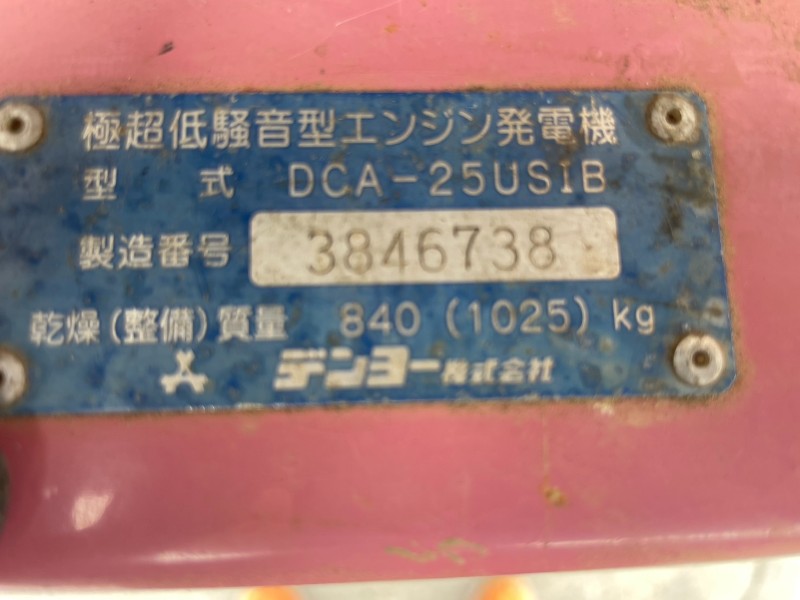 極超低騒音型エンジン発電機
型式 DCA-25USIB
製造番号 3846738
乾燥(整備)質量 840 (1025) kg
デンヨー株式会社